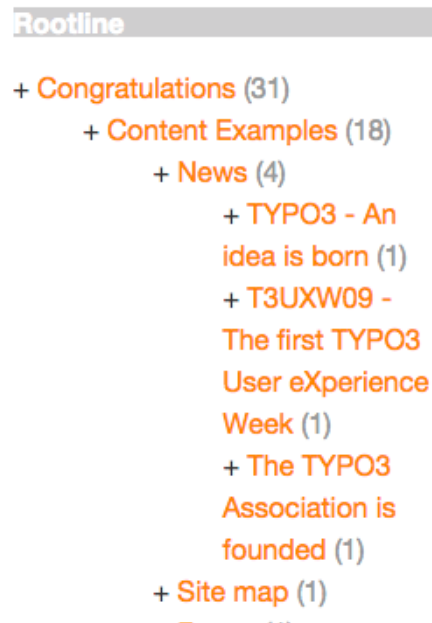 Rootline
+ Congratulations (31)
+ Content Examples (18)
+ News (4)
+ TYPO3 - An
idea is born (1)
+ T3UXW09 -
The first TYPO3
User eXperience
Week (1)
+ The TYPO3
Association is
founded (1)
+ Site map (1)